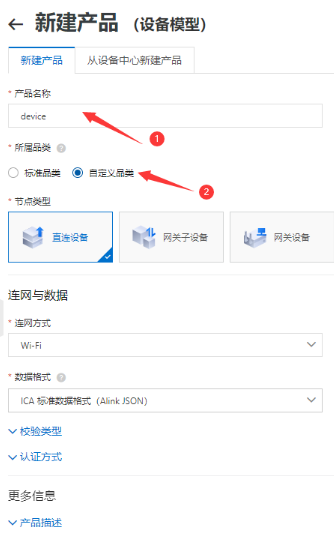 ← 新建产品 （设备模型）
新建产品 从设备中心新建产品
* 产品名称
device
1
* 所属品类 ?
标准品类 自定义品类
2
* 节点类型
直连设备 网关子设备 网关设备
连网与数据
* 连网方式
Wi-Fi
* 数据格式 ?
ICA 标准数据格式（Alink JSON）
校验类型
认证方式
更多信息
产品描述